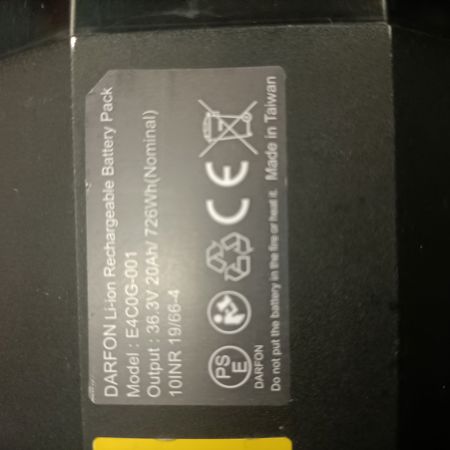 DARFON Li-ion Rechargeable Battery Pack
Model : E4C0G-001
Output : 36.3V 20Ah/ 726Wh(Nominal)
10INR 19/66-4
PS
E
CE
DARFON
Do not put the battery in the fire or heat it. Made in Taiwan